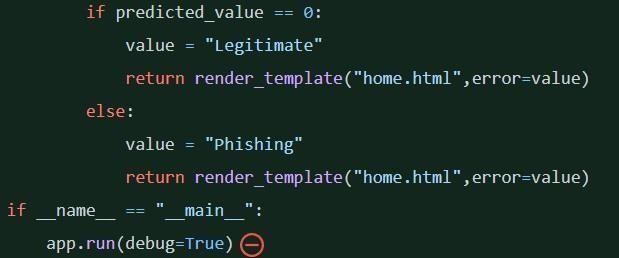 if predicted_value == 0:
value = "Legitimate"
return render_template("home.html",error=value)
else:
value = "Phishing"
return render_template("home.html",error=value)
if __name__ == "__main__":
app.run(debug=True)